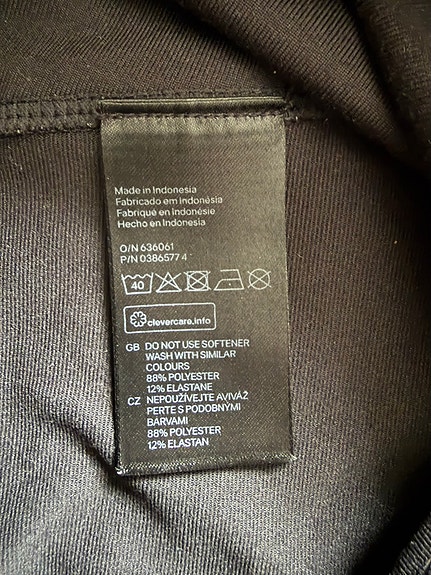 Made in Indonesia
Fabricado em Indonésia
Fabriqué en Indonésie
Hecho en Indonesia
O/N 636061
P/N 0386577 4
40
clevercare.info
GB DO NOT USE SOFTENER
WASH WITH SIMILAR
COLOURS
88% POLYESTER
12% ELASTANE
CZ NEPOUŽÍVEJTE AVIVÁŽ
PERTE S PODOBNÝMI
BARVAMI
88% POLYESTER
12% ELASTAN